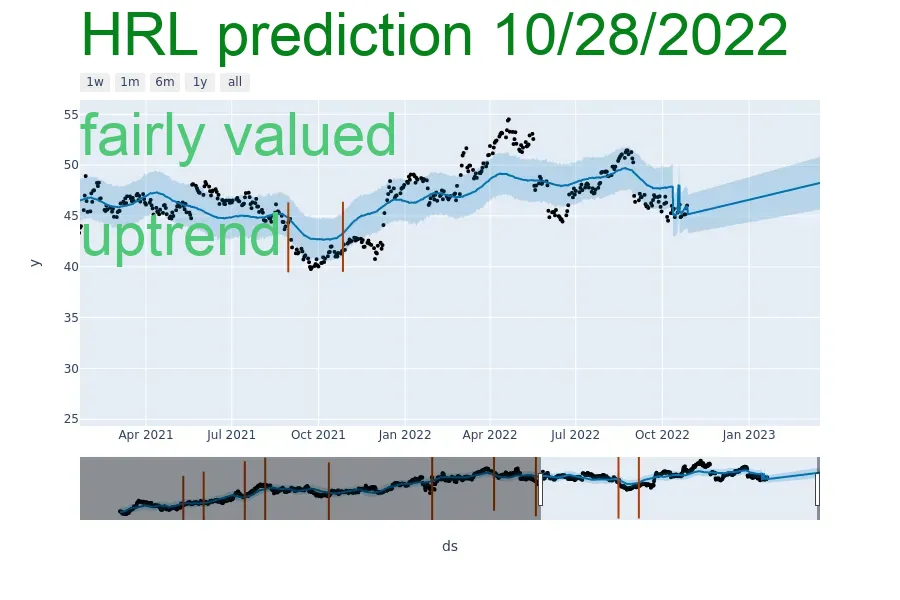 HRL prediction 10/28/2022
1w 1m 6m 1y all
55
fairly valued
50
45
uptrend
40
y
35
30
25
Apr 2021 Jul 2021 Oct 2021 Jan 2022 Apr 2022 Jul 2022 Oct 2022 Jan 2023
ds